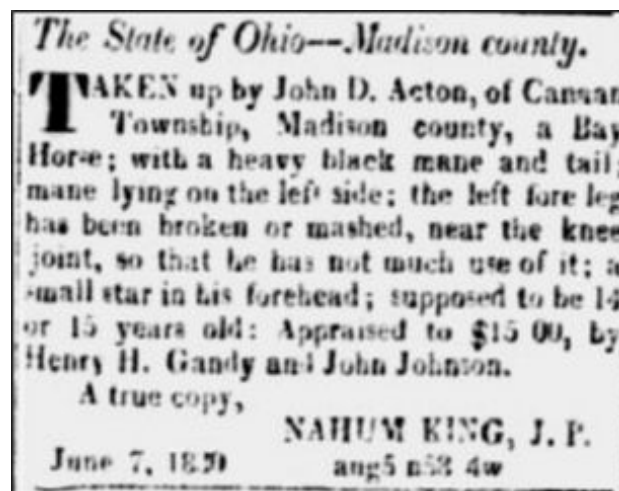 The State of Ohio--Madison county.
TAKEN up by John D. Acton, of Canaan
Township, Madison county, a Bay
Horse; with a heavy black mane and tail;
mane lying on the left side; the left fore leg
has been broken or mashed, near the knee
joint, so that he has not much use of it; a
small star in his forehead; supposed to be 14
or 15 years old: Appraised to $15 00, by
Henry H. Gandy and John Johnson.
A true copy,
NAHUM KING, J. P.
June 7,
aug5 n53 4w